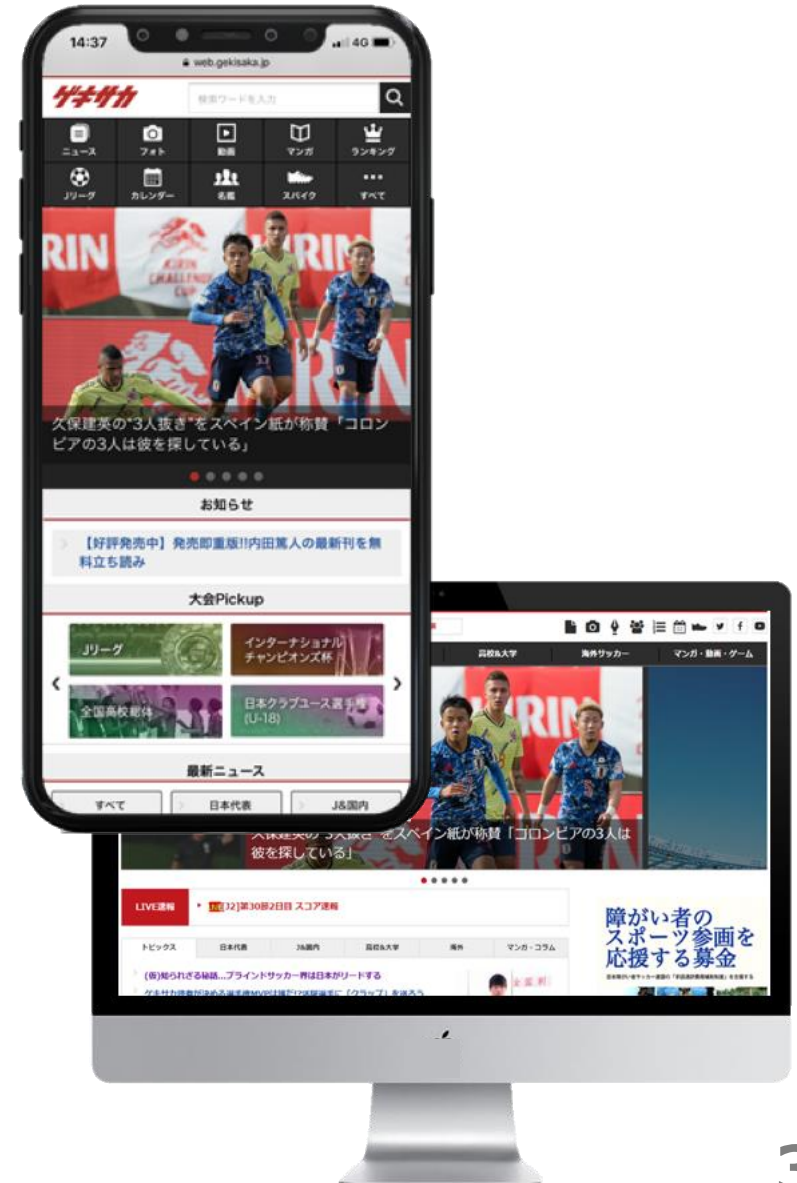 14:37
4G
web.gekisaka.jp
ゲキサカ
検索ワードを入力
ニュース
フォト
動画
マンガ
ランキング
Jリーグ
カレンダー
名鑑
スパイク
すべて
RIN
KIRIN
CHALLENGE
CUP
久保建英の“3人抜き”をスペイン紙が称賛「コロン
ビアの3人は彼を探している」
お知らせ
【好評発売中】発売即重版!!内田篤人の最新刊を無
料立ち読み
大会Pickup
Jリーグ
インターナショナル
チャンピオンズ杯
全国高校総体
日本クラブユース選手権
(U-18)
最新ニュース
すべて
日本代表
J&国内
高校&大学
海外サッカー
マンガ・動画・ゲーム
久保建英の“3人抜き”をスペイン紙が称賛「コロンビアの3人は
彼を探している」
LIVE速報
[J2]第30節2日目 スコア速報
トピックス
日本代表
J&国内
高校&大学
海外
マンガ・コラム
(仮)知られざる秘話...ブラインドサッカー界は日本がリードする
障がい者の
スポーツ参画を
応援する募金
3